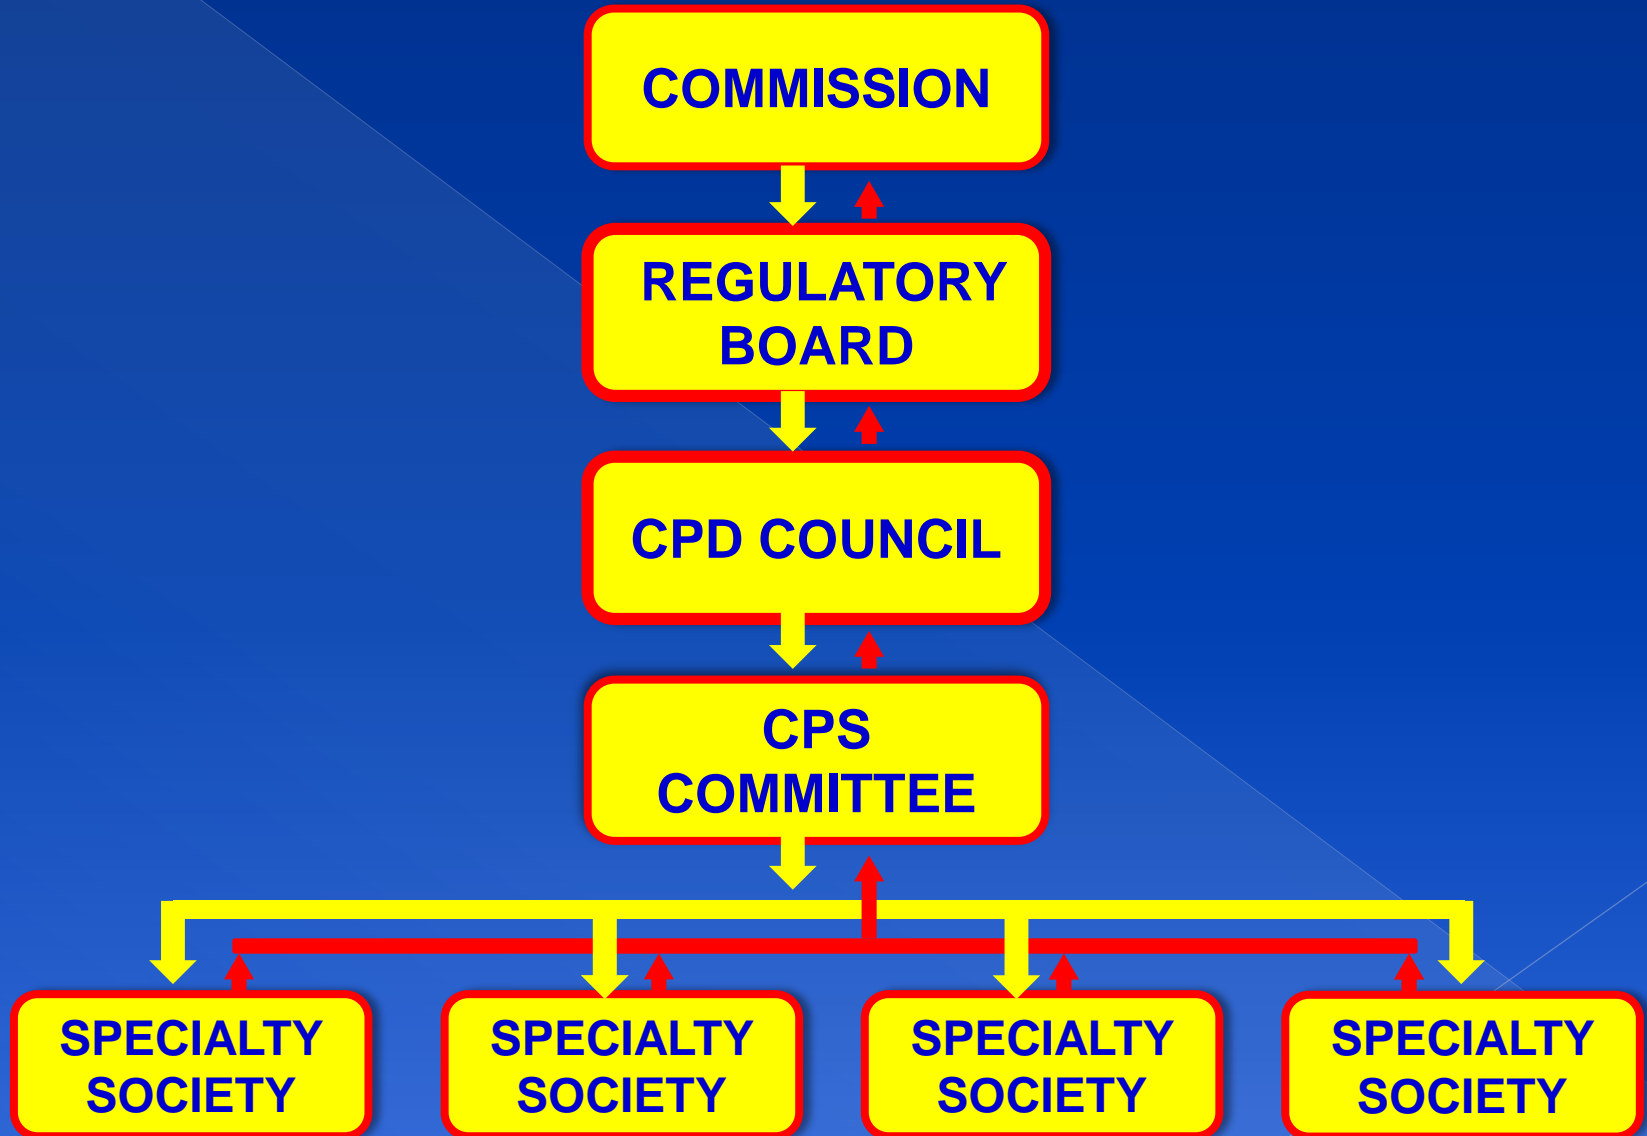 COMMISSION
REGULATORY
BOARD
CPD COUNCIL
CPS
COMMITTEE
SPECIALTY
SOCIETY
SPECIALTY
SOCIETY
SPECIALTY
SOCIETY
SPECIALTY
SOCIETY